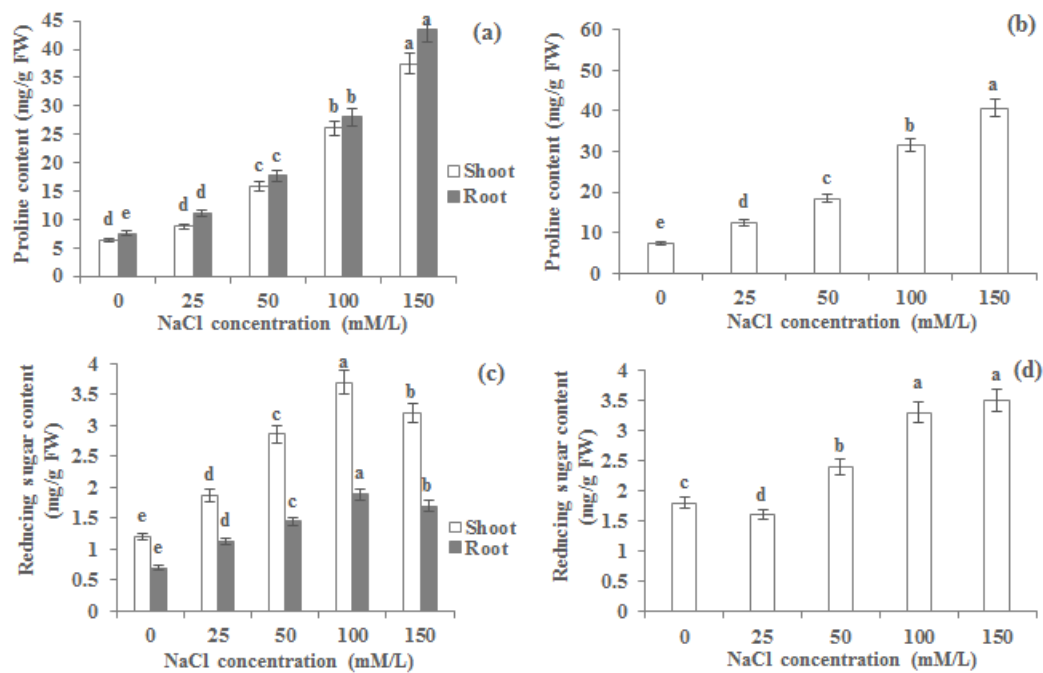 (a)
Proline content (mg/g FW)
45
40
35
30
25
20
15
10
5
0
d e
d d
c c
b b
a a
Shoot
Root
0 25 50 100 150
NaCl concentration (mM/L)
(b)
Proline content (mg/g FW)
60
50
40
30
20
10
0
e d c b a
0 25 50 100 150
NaCl concentration (mM/L)
(c)
Reducing sugar content
(mg/g FW)
4
3.5
3
2.5
2
1.5
1
0.5
0
e e
d d
c c
a a
b b
Shoot
Root
0 25 50 100 150
NaCl concentration (mM/L)
(d)
Reducing sugar content
(mg/g FW)
4
3.5
3
2.5
2
1.5
1
0.5
0
c d b a a
0 25 50 100 150
NaCl concentration (mM/L)